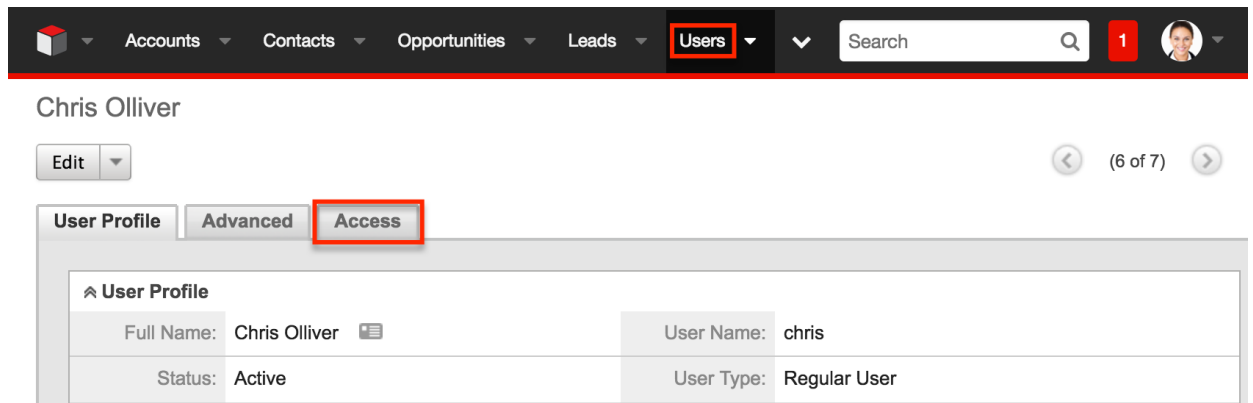 Accounts Contacts Opportunities Leads Users Search 1
Chris Olliver
Edit (6 of 7)
User Profile Advanced Access
User Profile
Full Name: Chris Olliver User Name: chris
Status: Active User Type: Regular User